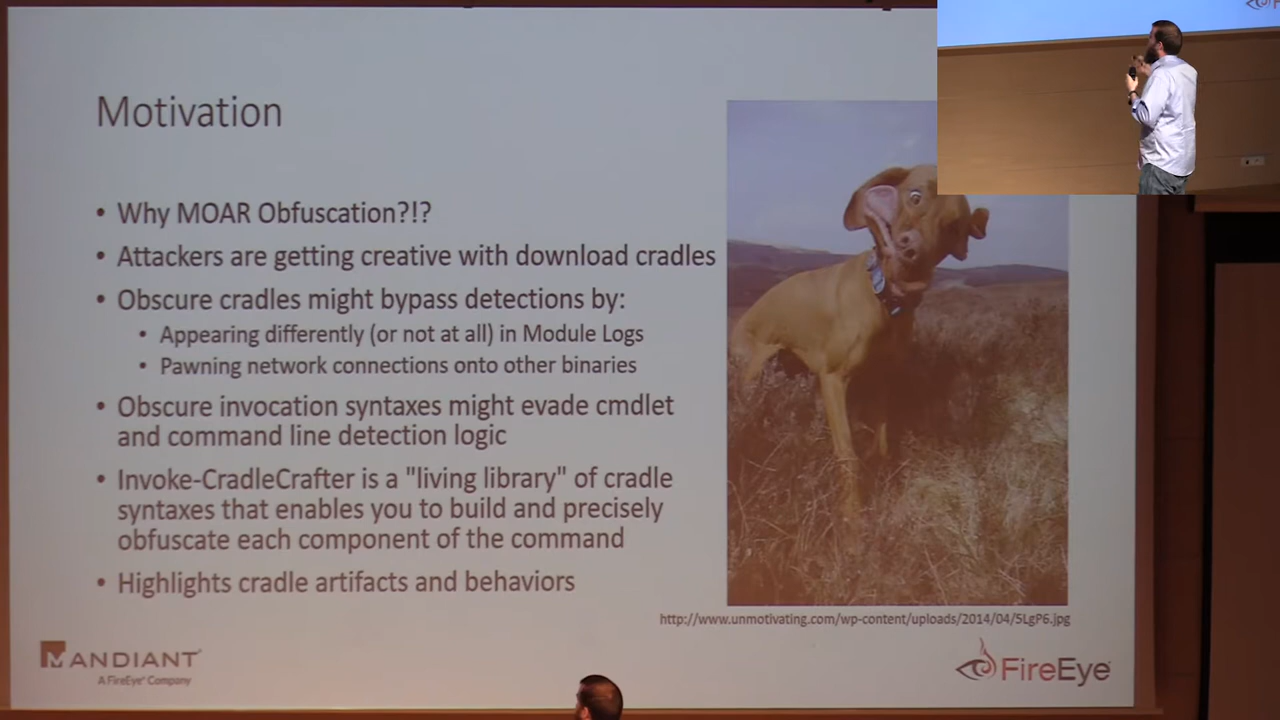 Motivation
• Why MOAR Obfuscation?!?
• Attackers are getting creative with download cradles
• Obscure cradles might bypass detections by:
• Appearing differently (or not at all) in Module Logs
• Pawning network connections onto other binaries
• Obscure invocation syntaxes might evade cmdlet
and command line detection logic
• Invoke-CradleCrafter is a "living library" of cradle
syntaxes that enables you to build and precisely
obfuscate each component of the command
• Highlights cradle artifacts and behaviors
http://www.unmotivating.com/wp-content/uploads/2014/04/5LgP6.jpg
MANDIANT
A FireEye® Company
FireEye